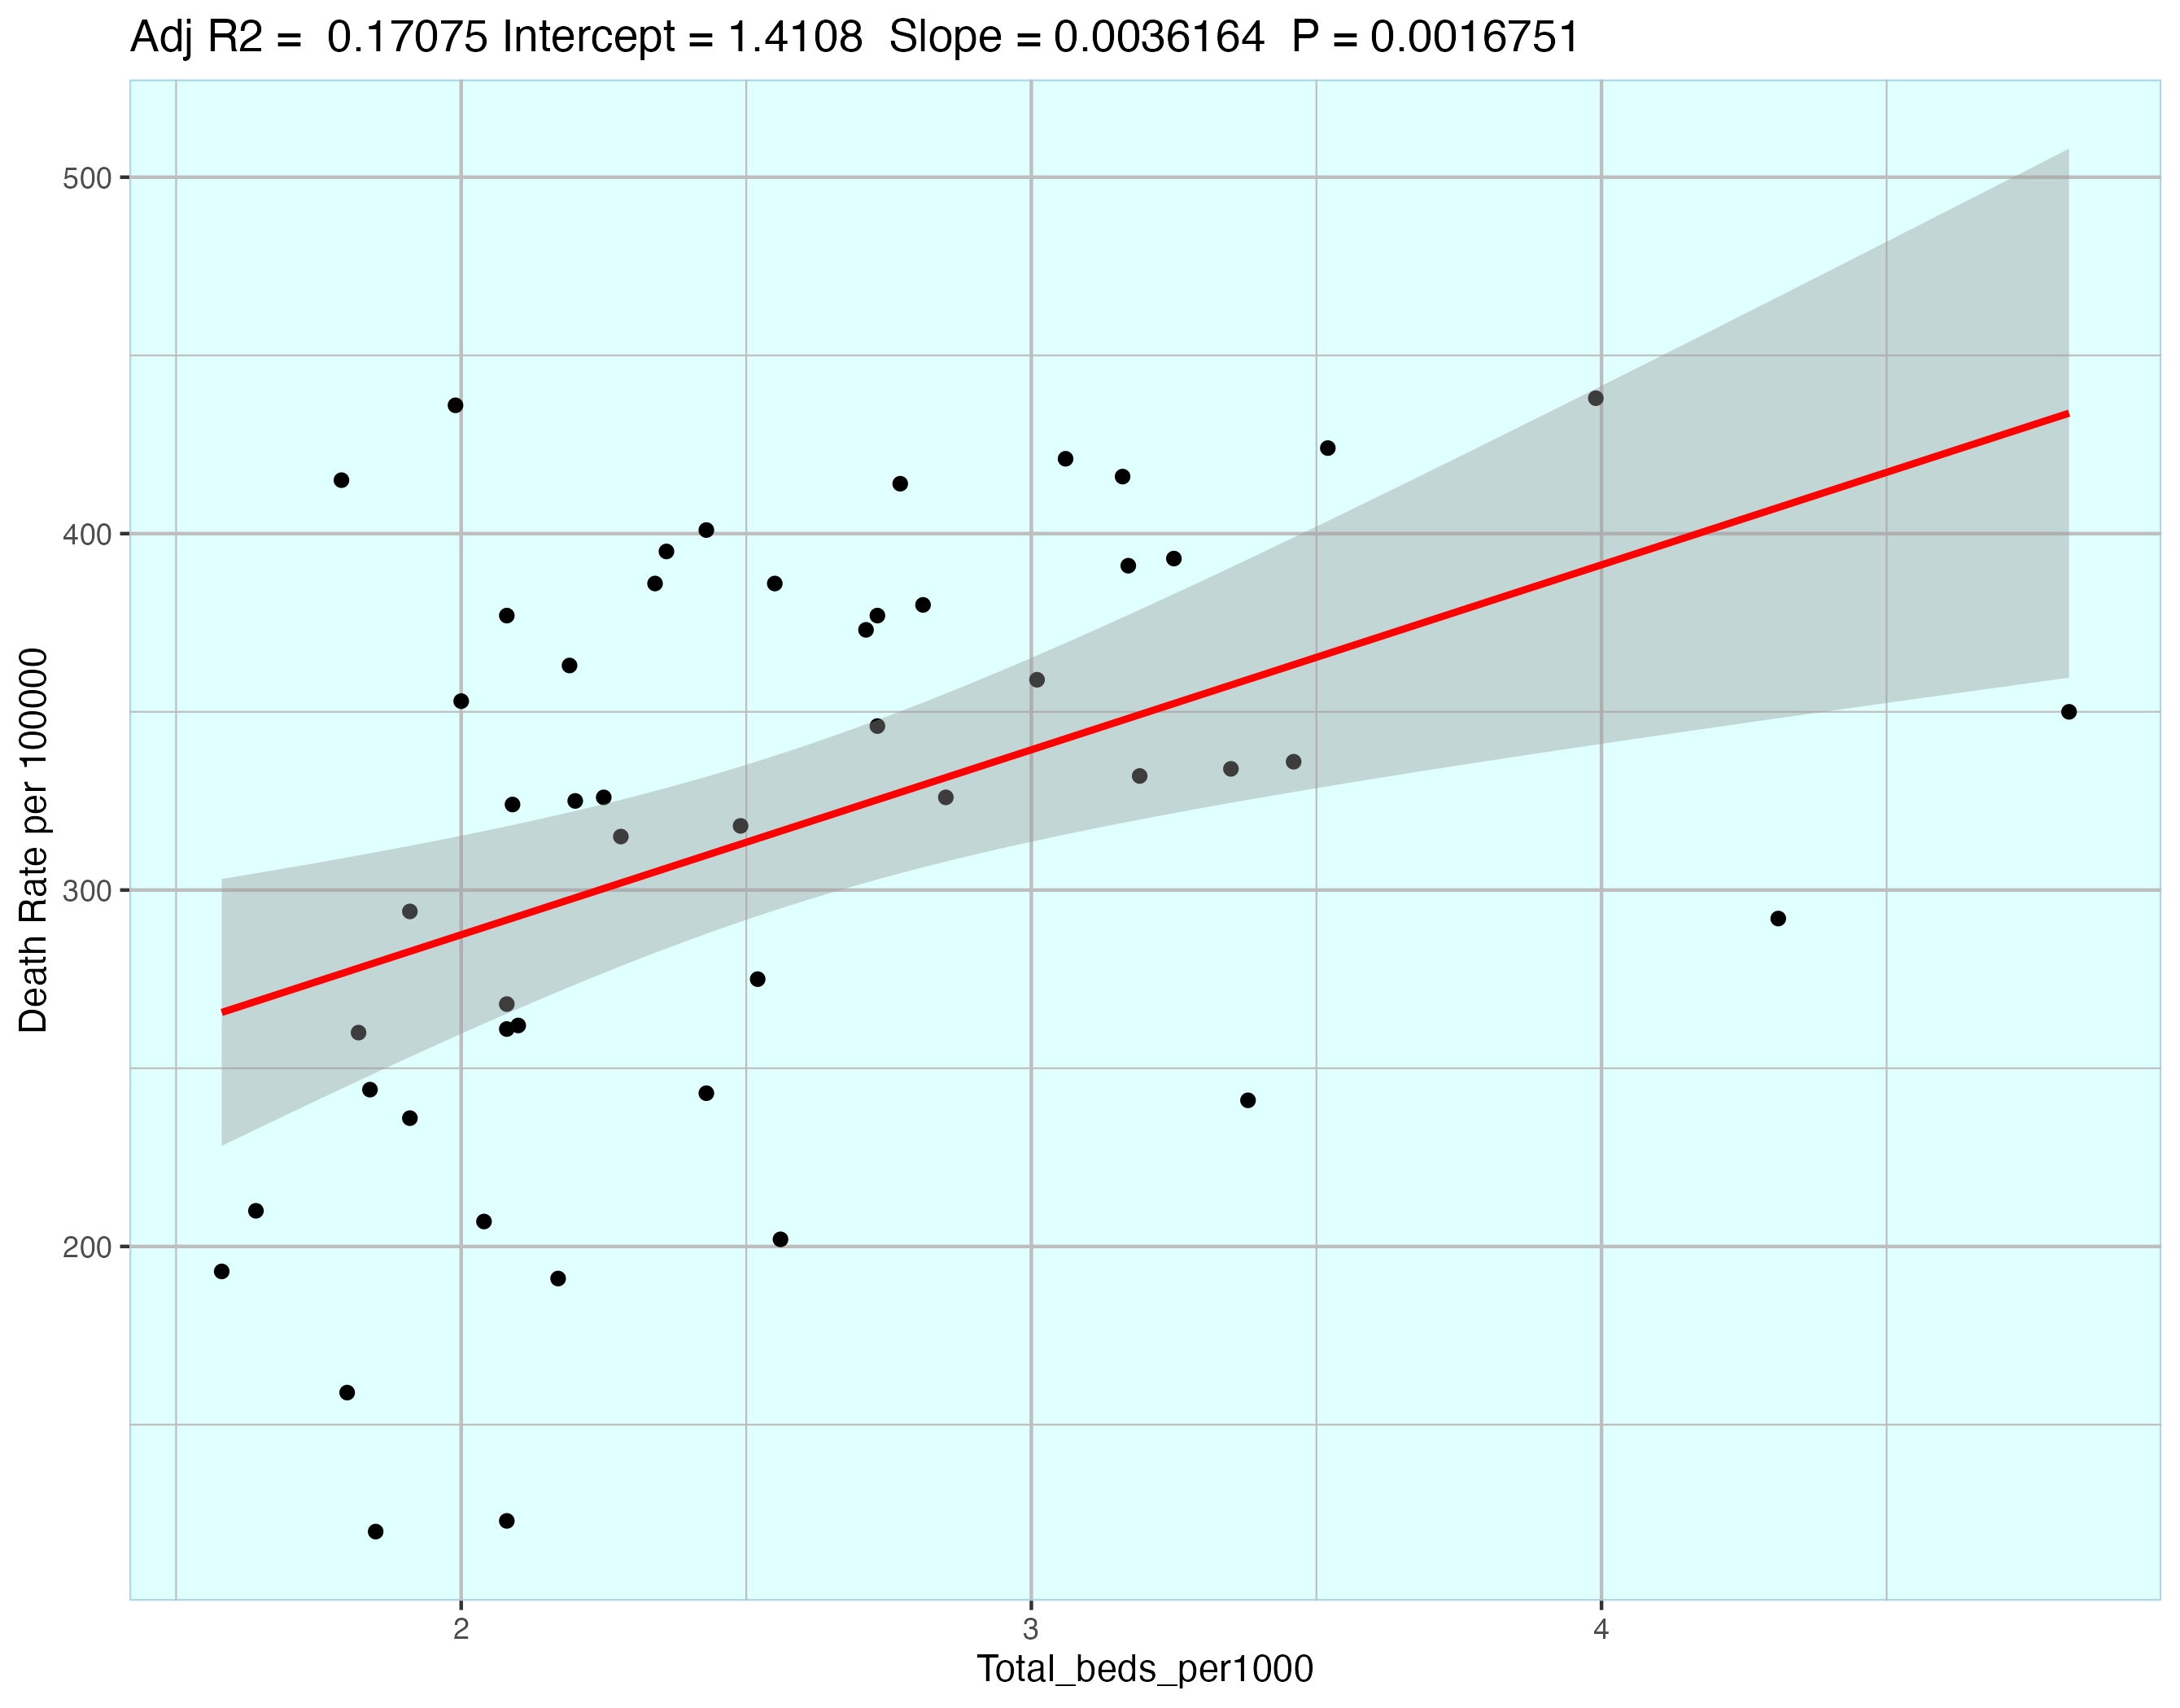 Adj R2 =  0.17075 Intercept = 1.4108  Slope = 0.0036164  P = 0.0016751
Death Rate per 100000
500
400
300
200
2
3
4
Total_beds_per1000